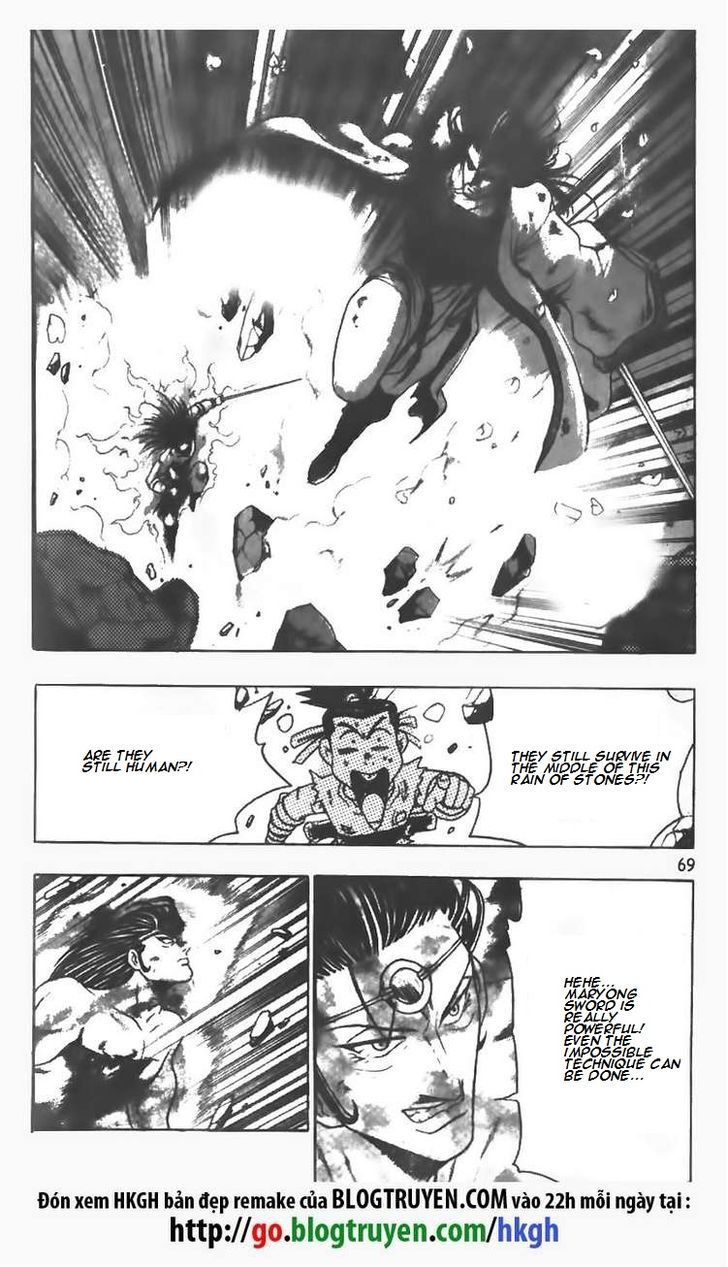 ARE THEY
STILL HUMAN?!
THEY STILL SURVIVE IN
THE MIDDLE OF THIS
RAIN OF STONES?!
69
HEHE...
MARYONG
SWORD IS
REALLY
POWERFUL!
EVEN THE
IMPOSSIBLE
TECHNIQUE CAN
BE DONE...
Đón xem HKGH bản đẹp remake của BLOGTRUYEN.COM vào 22h mỗi ngày tại :
http://go.blogtruyen.com/hkgh